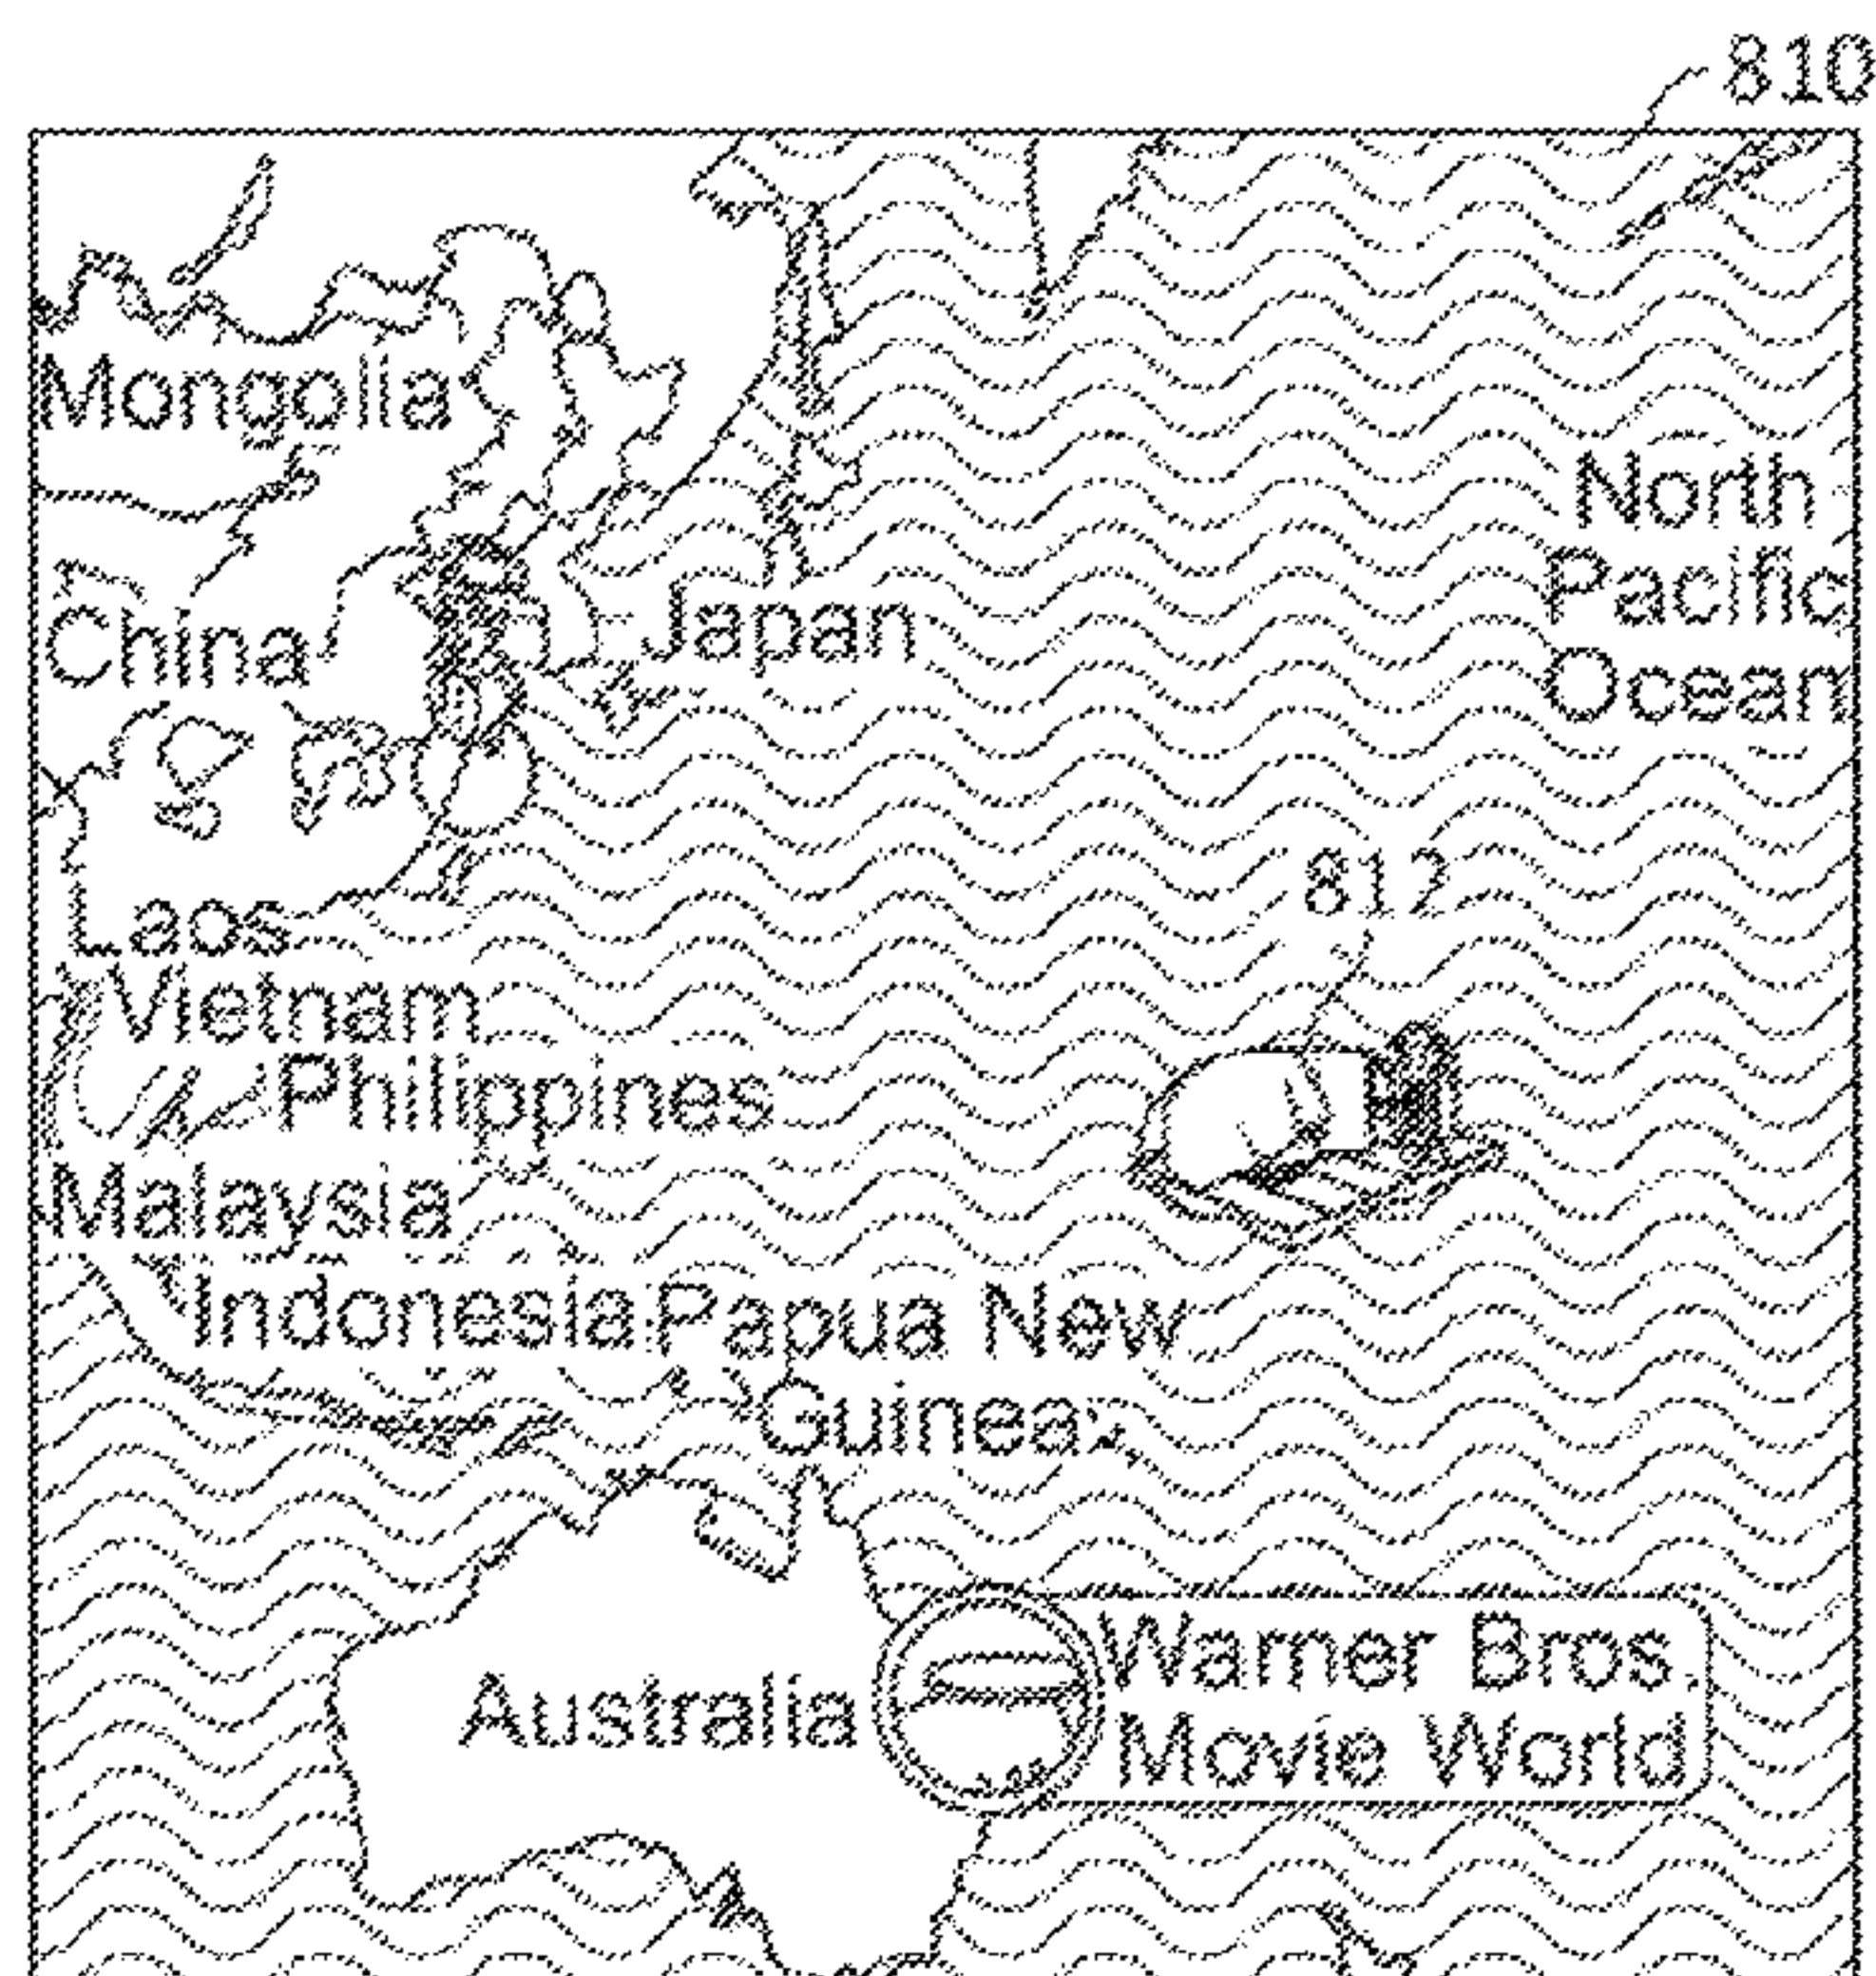 810
Mongolia
North
Pacific
Ocean
China
Japan
812
Laos
Vietnam
Philippines
Malaysia
Indonesia
Papua New
Guinea
Australia
Warner Bros.
Movie World